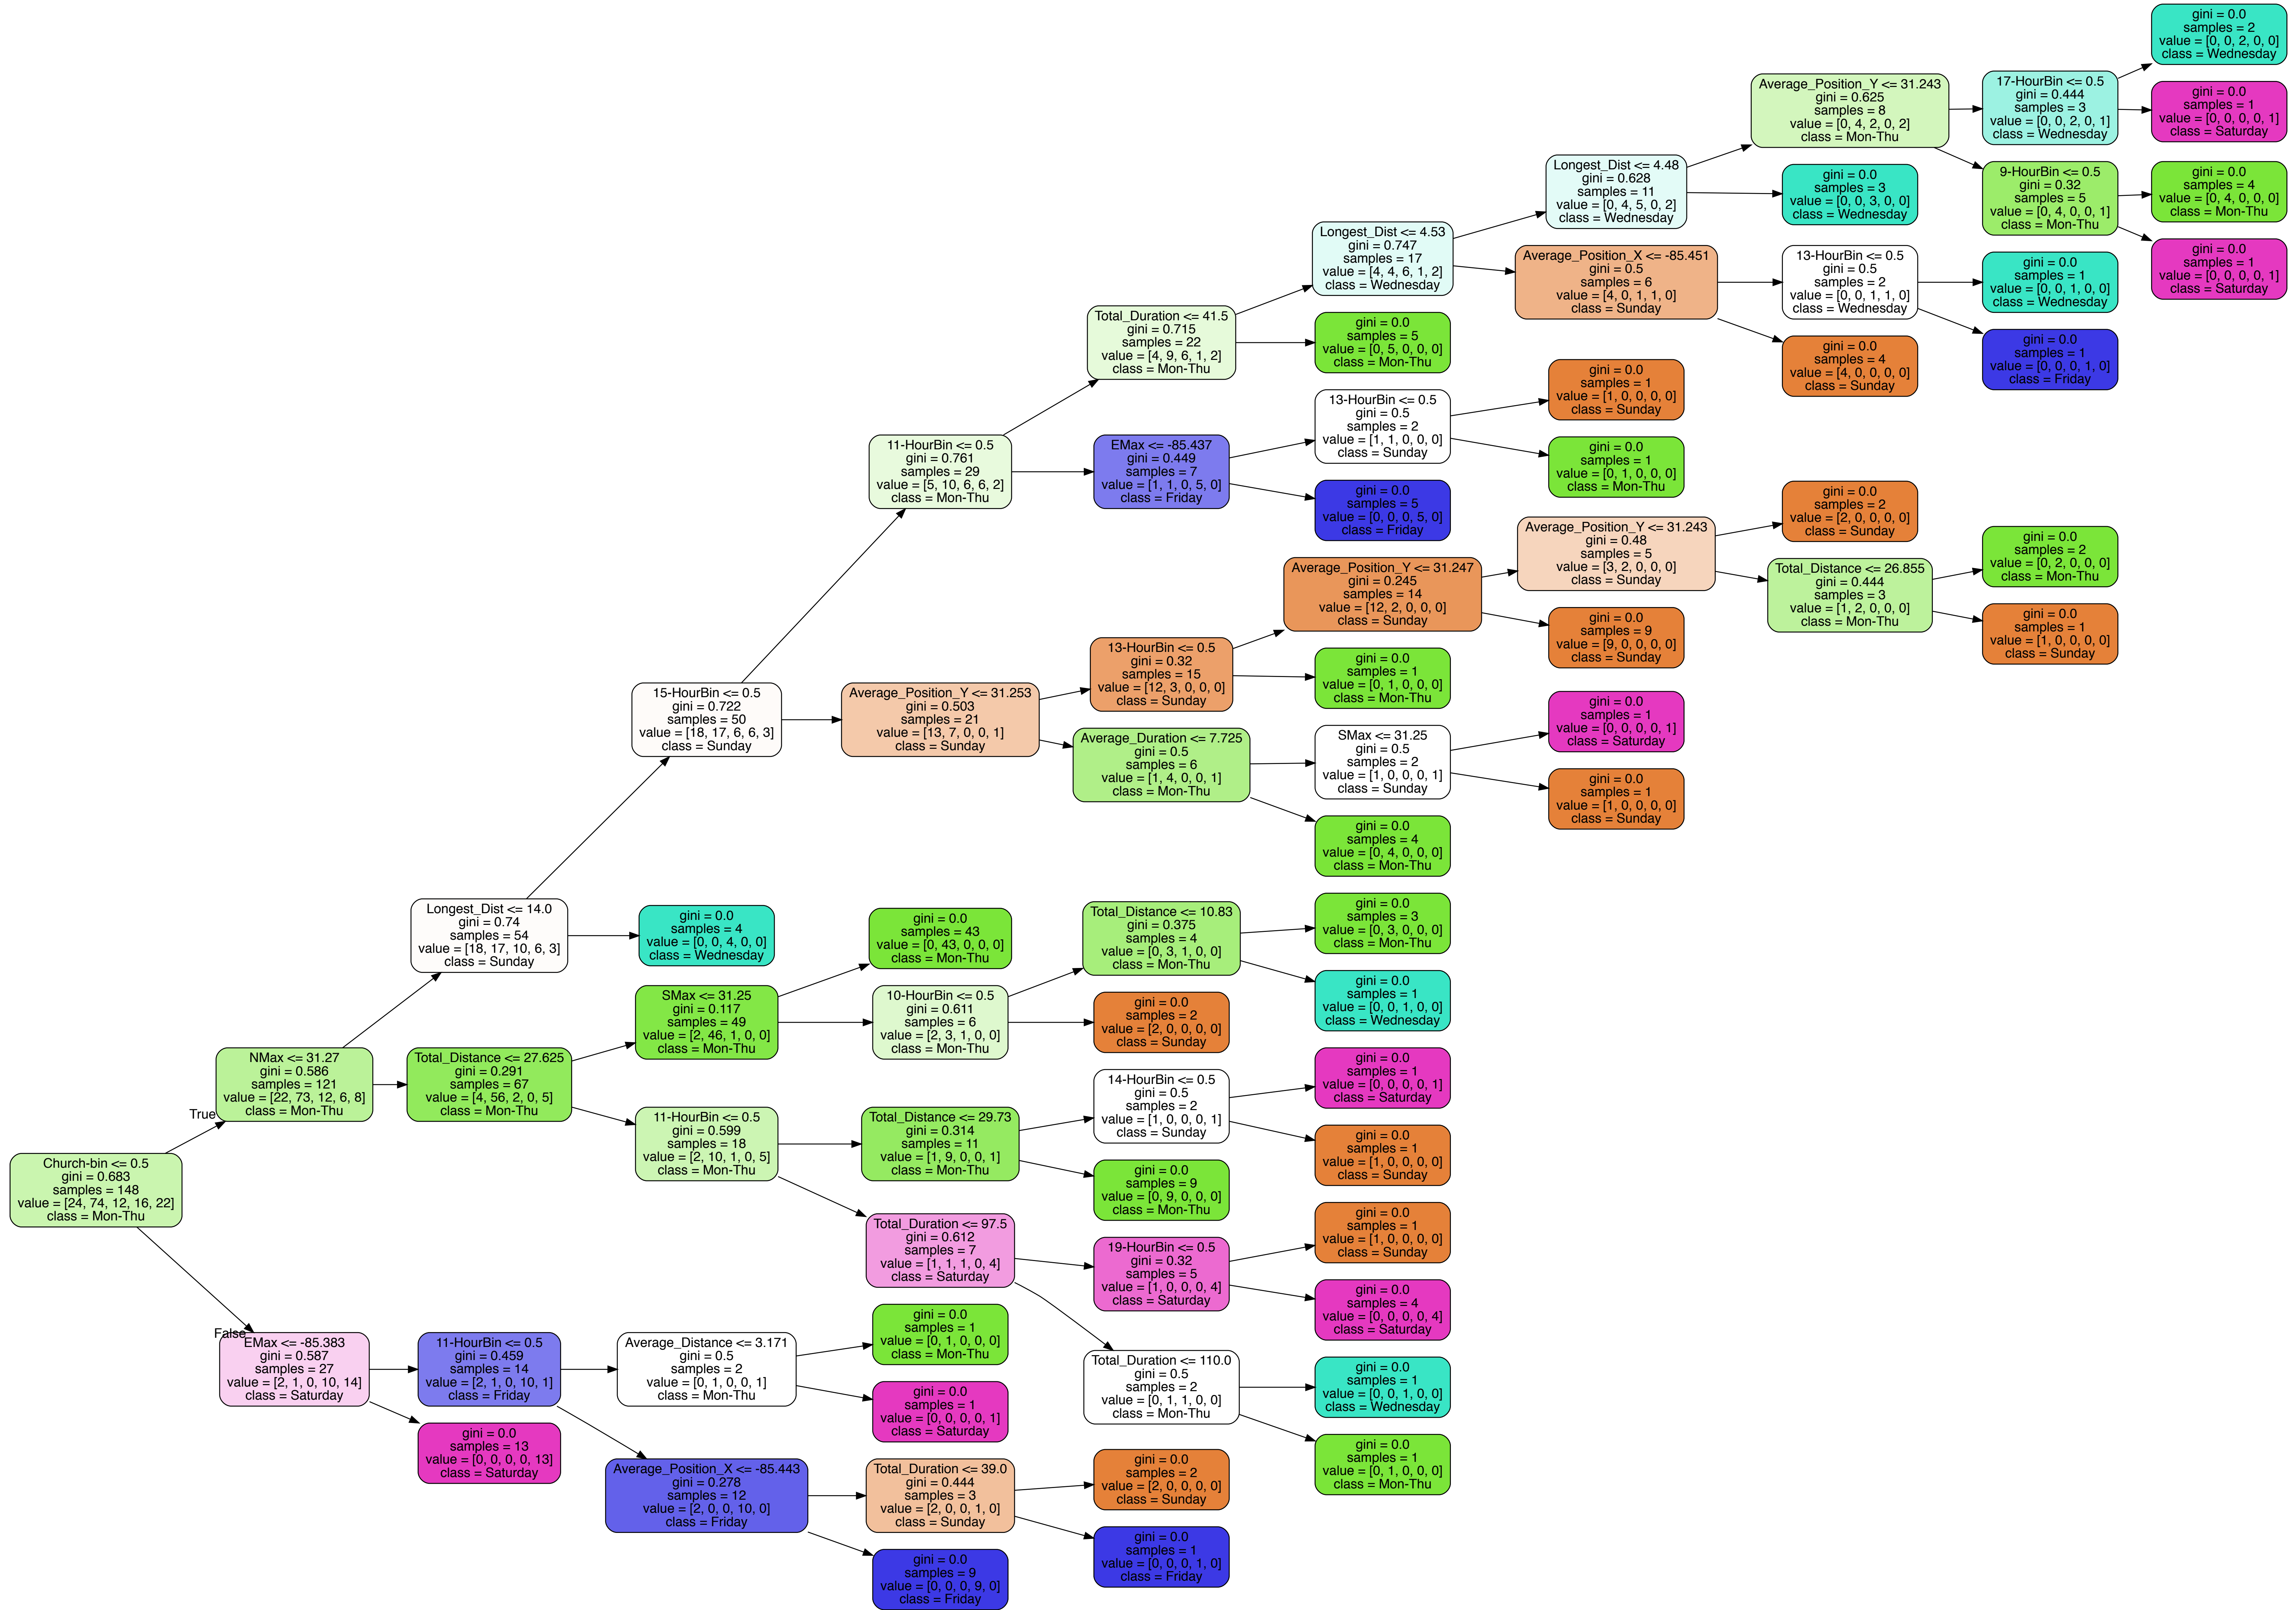 Church-bin <= 0.5
gini = 0.683
samples = 148
value = [24, 74, 12, 16, 22]
class = Mon-Thu
True
False
NMax <= 31.27
gini = 0.586
samples = 121
value = [22, 73, 12, 6, 8]
class = Mon-Thu
EMax <= -85.383
gini = 0.587
samples = 27
value = [2, 1, 0, 10, 14]
class = Saturday
Longest_Dist <= 14.0
gini = 0.74
samples = 54
value = [18, 17, 10, 6, 3]
class = Sunday
Total_Distance <= 27.625
gini = 0.291
samples = 67
value = [4, 56, 2, 0, 5]
class = Mon-Thu
11-HourBin <= 0.5
gini = 0.459
samples = 14
value = [2, 1, 0, 10, 1]
class = Friday
gini = 0.0
samples = 13
value = [0, 0, 0, 0, 13]
class = Saturday
15-HourBin <= 0.5
gini = 0.722
samples = 50
value = [18, 17, 6, 6, 3]
class = Sunday
gini = 0.0
samples = 4
value = [0, 0, 4, 0, 0]
class = Wednesday
SMax <= 31.25
gini = 0.117
samples = 49
value = [2, 46, 1, 0, 0]
class = Mon-Thu
11-HourBin <= 0.5
gini = 0.599
samples = 18
value = [2, 10, 1, 0, 5]
class = Mon-Thu
Average_Distance <= 3.171
gini = 0.5
samples = 2
value = [0, 1, 0, 0, 1]
class = Mon-Thu
Average_Position_X <= -85.443
gini = 0.278
samples = 12
value = [2, 0, 0, 10, 0]
class = Friday
11-HourBin <= 0.5
gini = 0.761
samples = 29
value = [5, 10, 6, 6, 2]
class = Mon-Thu
Average_Position_Y <= 31.253
gini = 0.503
samples = 21
value = [13, 7, 0, 0, 1]
class = Sunday
gini = 0.0
samples = 43
value = [0, 43, 0, 0, 0]
class = Mon-Thu
10-HourBin <= 0.5
gini = 0.611
samples = 6
value = [2, 3, 1, 0, 0]
class = Mon-Thu
Total_Distance <= 29.73
gini = 0.314
samples = 11
value = [1, 9, 0, 0, 1]
class = Mon-Thu
Total_Duration <= 97.5
gini = 0.612
samples = 7
value = [1, 1, 1, 0, 4]
class = Saturday
gini = 0.0
samples = 1
value = [0, 1, 0, 0, 0]
class = Mon-Thu
gini = 0.0
samples = 1
value = [0, 0, 0, 0, 1]
class = Saturday
Total_Duration <= 39.0
gini = 0.444
samples = 3
value = [2, 0, 0, 1, 0]
class = Sunday
gini = 0.0
samples = 9
value = [0, 0, 0, 9, 0]
class = Friday
Total_Duration <= 41.5
gini = 0.715
samples = 22
value = [4, 9, 6, 1, 2]
class = Mon-Thu
EMax <= -85.437
gini = 0.449
samples = 7
value = [1, 1, 0, 5, 0]
class = Friday
13-HourBin <= 0.5
gini = 0.32
samples = 15
value = [12, 3, 0, 0, 0]
class = Sunday
Average_Duration <= 7.725
gini = 0.5
samples = 6
value = [1, 4, 0, 0, 1]
class = Mon-Thu
Total_Distance <= 10.83
gini = 0.375
samples = 4
value = [0, 3, 1, 0, 0]
class = Mon-Thu
gini = 0.0
samples = 2
value = [2, 0, 0, 0, 0]
class = Sunday
14-HourBin <= 0.5
gini = 0.5
samples = 2
value = [1, 0, 0, 0, 1]
class = Sunday
gini = 0.0
samples = 9
value = [0, 9, 0, 0, 0]
class = Mon-Thu
19-HourBin <= 0.5
gini = 0.32
samples = 5
value = [1, 0, 0, 0, 4]
class = Saturday
Total_Duration <= 110.0
gini = 0.5
samples = 2
value = [0, 1, 1, 0, 0]
class = Mon-Thu
gini = 0.0
samples = 2
value = [2, 0, 0, 0, 0]
class = Sunday
gini = 0.0
samples = 1
value = [0, 0, 0, 1, 0]
class = Friday
Longest_Dist <= 4.53
gini = 0.747
samples = 17
value = [4, 4, 6, 1, 2]
class = Wednesday
gini = 0.0
samples = 5
value = [0, 5, 0, 0, 0]
class = Mon-Thu
13-HourBin <= 0.5
gini = 0.5
samples = 2
value = [1, 1, 0, 0, 0]
class = Sunday
gini = 0.0
samples = 5
value = [0, 0, 0, 5, 0]
class = Friday
Average_Position_Y <= 31.247
gini = 0.245
samples = 14
value = [12, 2, 0, 0, 0]
class = Sunday
gini = 0.0
samples = 1
value = [0, 1, 0, 0, 0]
class = Mon-Thu
SMax <= 31.25
gini = 0.5
samples = 2
value = [1, 0, 0, 0, 1]
class = Sunday
gini = 0.0
samples = 4
value = [0, 4, 0, 0, 0]
class = Mon-Thu
gini = 0.0
samples = 3
value = [0, 3, 0, 0, 0]
class = Mon-Thu
gini = 0.0
samples = 1
value = [0, 0, 1, 0, 0]
class = Wednesday
gini = 0.0
samples = 1
value = [0, 0, 0, 0, 1]
class = Saturday
gini = 0.0
samples = 1
value = [1, 0, 0, 0, 0]
class = Sunday
gini = 0.0
samples = 1
value = [1, 0, 0, 0, 0]
class = Sunday
gini = 0.0
samples = 4
value = [0, 0, 0, 0, 4]
class = Saturday
gini = 0.0
samples = 1
value = [0, 0, 1, 0, 0]
class = Wednesday
gini = 0.0
samples = 1
value = [0, 1, 0, 0, 0]
class = Mon-Thu
Longest_Dist <= 4.48
gini = 0.628
samples = 11
value = [0, 4, 5, 0, 2]
class = Wednesday
Average_Position_X <= -85.451
gini = 0.5
samples = 6
value = [4, 0, 1, 1, 0]
class = Sunday
gini = 0.0
samples = 1
value = [1, 0, 0, 0, 0]
class = Sunday
gini = 0.0
samples = 1
value = [0, 1, 0, 0, 0]
class = Mon-Thu
Average_Position_Y <= 31.243
gini = 0.48
samples = 5
value = [3, 2, 0, 0, 0]
class = Sunday
gini = 0.0
samples = 9
value = [9, 0, 0, 0, 0]
class = Sunday
gini = 0.0
samples = 1
value = [0, 0, 0, 0, 1]
class = Saturday
gini = 0.0
samples = 1
value = [1, 0, 0, 0, 0]
class = Sunday
Average_Position_Y <= 31.243
gini = 0.625
samples = 8
value = [0, 4, 2, 0, 2]
class = Mon-Thu
gini = 0.0
samples = 3
value = [0, 0, 3, 0, 0]
class = Wednesday
13-HourBin <= 0.5
gini = 0.5
samples = 2
value = [0, 0, 1, 1, 0]
class = Wednesday
gini = 0.0
samples = 4
value = [4, 0, 0, 0, 0]
class = Sunday
gini = 0.0
samples = 2
value = [2, 0, 0, 0, 0]
class = Sunday
Total_Distance <= 26.855
gini = 0.444
samples = 3
value = [1, 2, 0, 0, 0]
class = Mon-Thu
17-HourBin <= 0.5
gini = 0.444
samples = 3
value = [0, 0, 2, 0, 1]
class = Wednesday
9-HourBin <= 0.5
gini = 0.32
samples = 5
value = [0, 4, 0, 0, 1]
class = Mon-Thu
gini = 0.0
samples = 1
value = [0, 0, 1, 0, 0]
class = Wednesday
gini = 0.0
samples = 1
value = [0, 0, 0, 1, 0]
class = Friday
gini = 0.0
samples = 2
value = [0, 2, 0, 0, 0]
class = Mon-Thu
gini = 0.0
samples = 1
value = [1, 0, 0, 0, 0]
class = Sunday
gini = 0.0
samples = 2
value = [0, 0, 2, 0, 0]
class = Wednesday
gini = 0.0
samples = 1
value = [0, 0, 0, 0, 1]
class = Saturday
gini = 0.0
samples = 4
value = [0, 4, 0, 0, 0]
class = Mon-Thu
gini = 0.0
samples = 1
value = [0, 0, 0, 0, 1]
class = Saturday